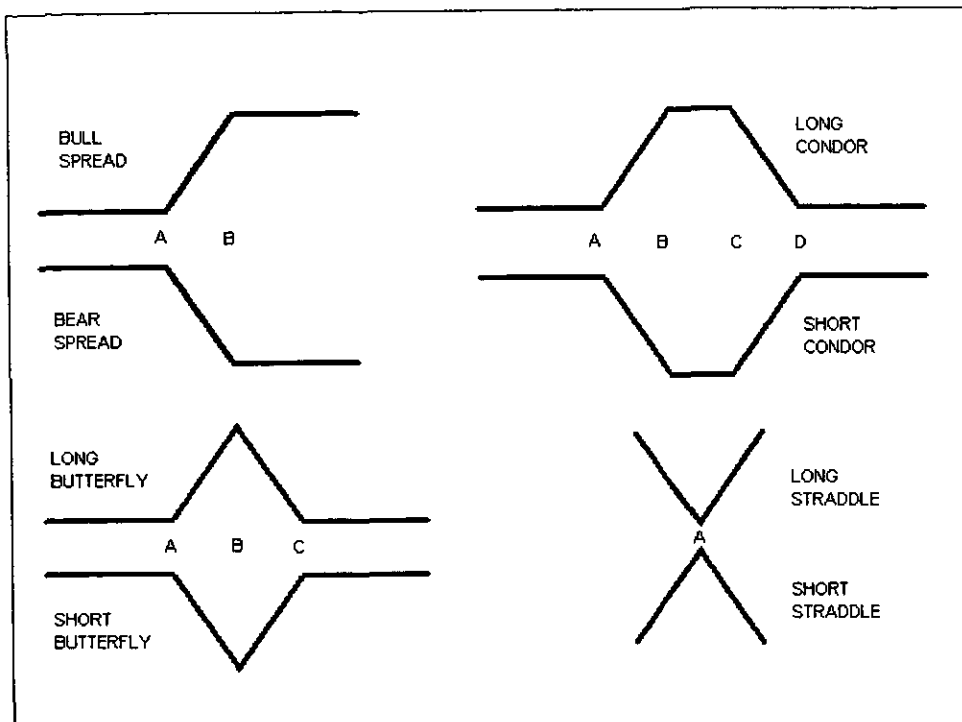 BULL
SPREAD
A B
BEAR
SPREAD
LONG
CONDOR
A B C D
SHORT
CONDOR
LONG
BUTTERFLY
A B C
SHORT
BUTTERFLY
LONG
STRADDLE
A
SHORT
STRADDLE